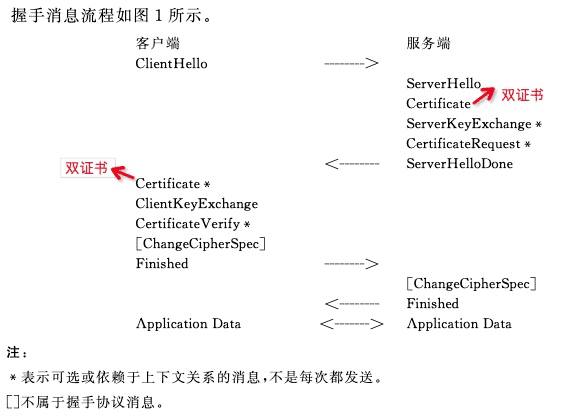 握手消息流程如图1所示。
客户端 服务端
ClientHello --------> 
ServerHello
Certificate 双证书
ServerKeyExchange *
CertificateRequest *
<-------- ServerHelloDone
双证书
Certificate *
ClientKeyExchange
CertificateVerify *
[ChangeCipherSpec]
Finished -------->
[ChangeCipherSpec]
<-------- Finished
Application Data <-------> Application Data
注：
* 表示可选或依赖于上下文关系的消息,不是每次都发送。
[]不属于握手协议消息。